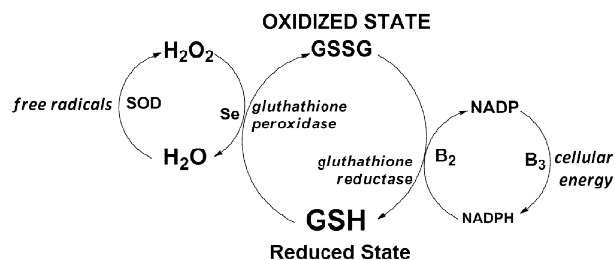 OXIDIZED STATE
H₂O₂
GSSG
free radicals
SOD
Se
gluthathione
peroxidase
NADP
H₂O
gluthathione
reductase
B₂
B₃
cellular
energy
GSH
NADPH
Reduced State